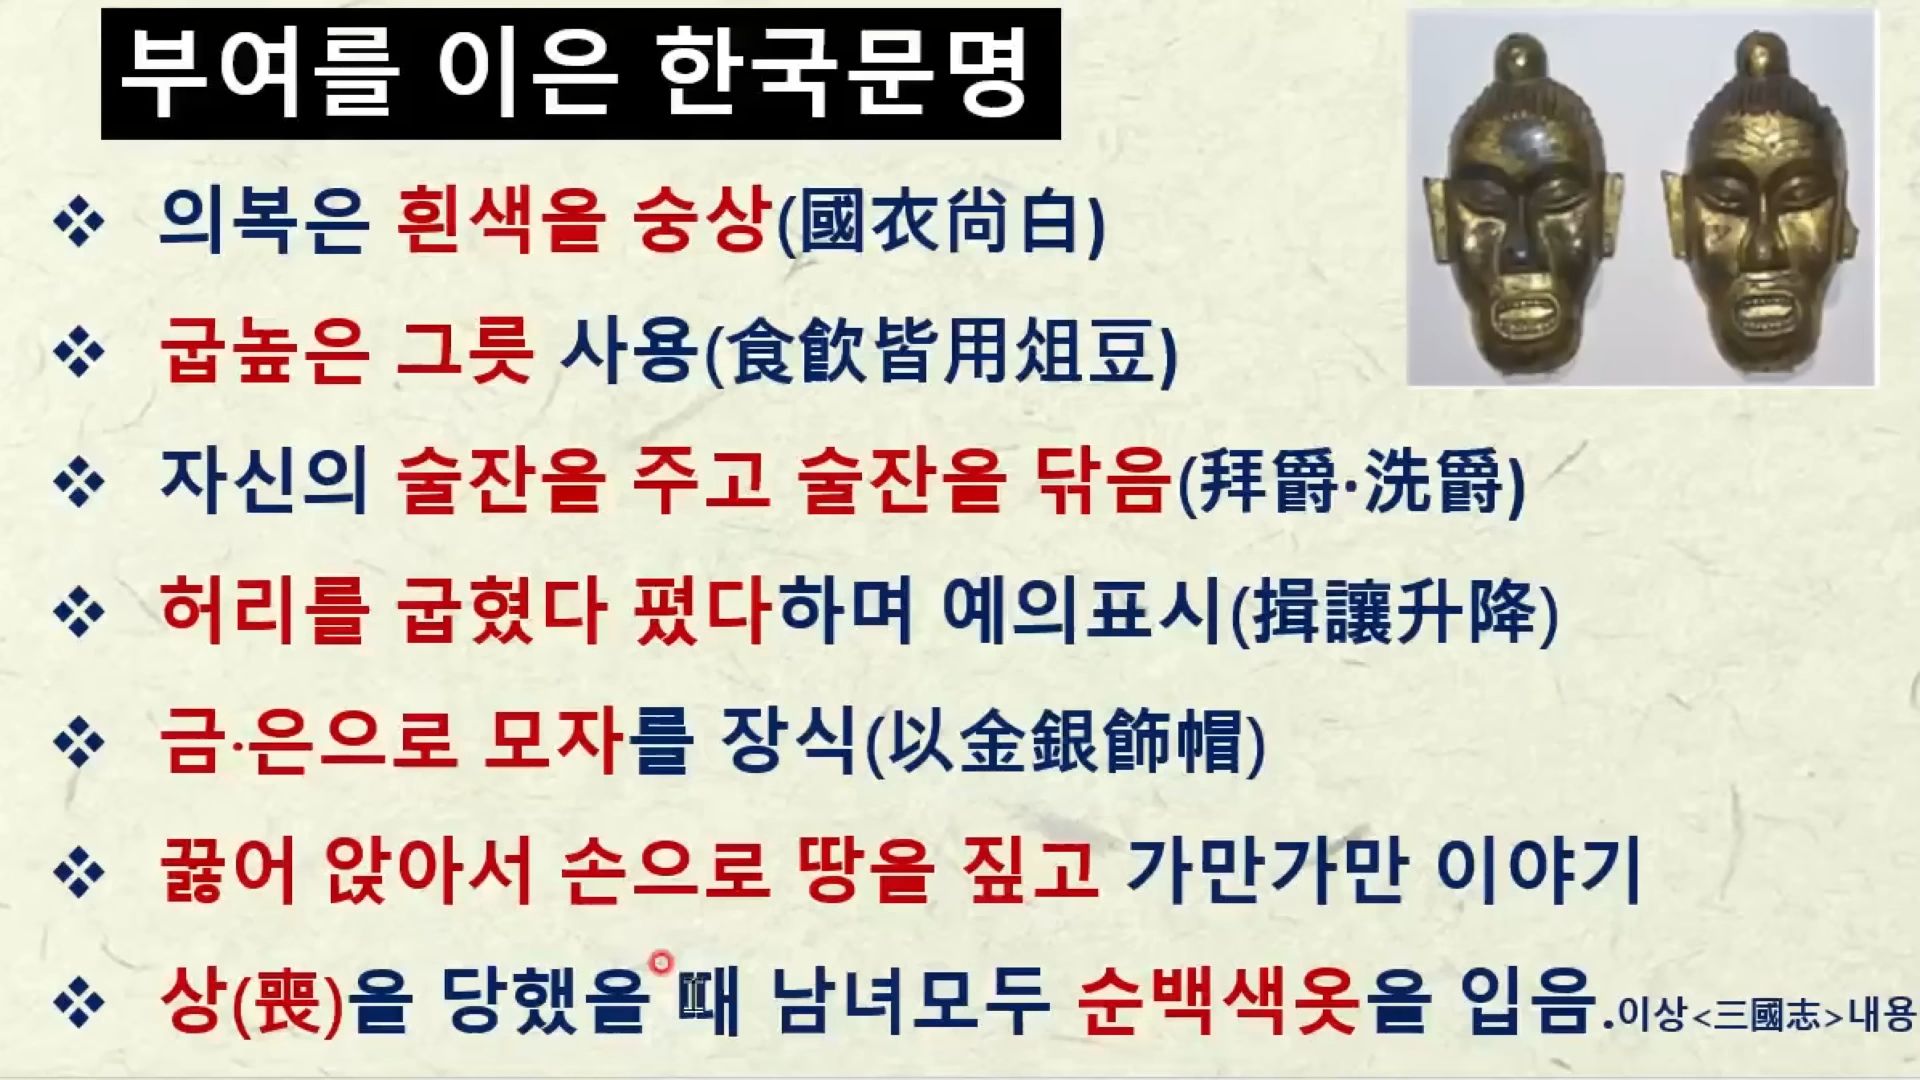 부여를 이은 한국문명
❖ 의복은 흰색을 숭상(國衣尙白)
❖ 굽높은 그릇 사용(食飮皆用俎豆)
❖ 자신의 술잔을 주고 술잔을 닦음(拜爵·洗爵)
❖ 허리를 굽혔다 폈다하며 예의표시(揖讓升降)
❖ 금·은으로 모자를 장식(以金銀飾帽)
❖ 꿇어 앉아서 손으로 땅을 짚고 가만가만 이야기
❖ 상(喪)을 당했을 때 남녀모두 순백색옷을 입음.이상<三國志>내용